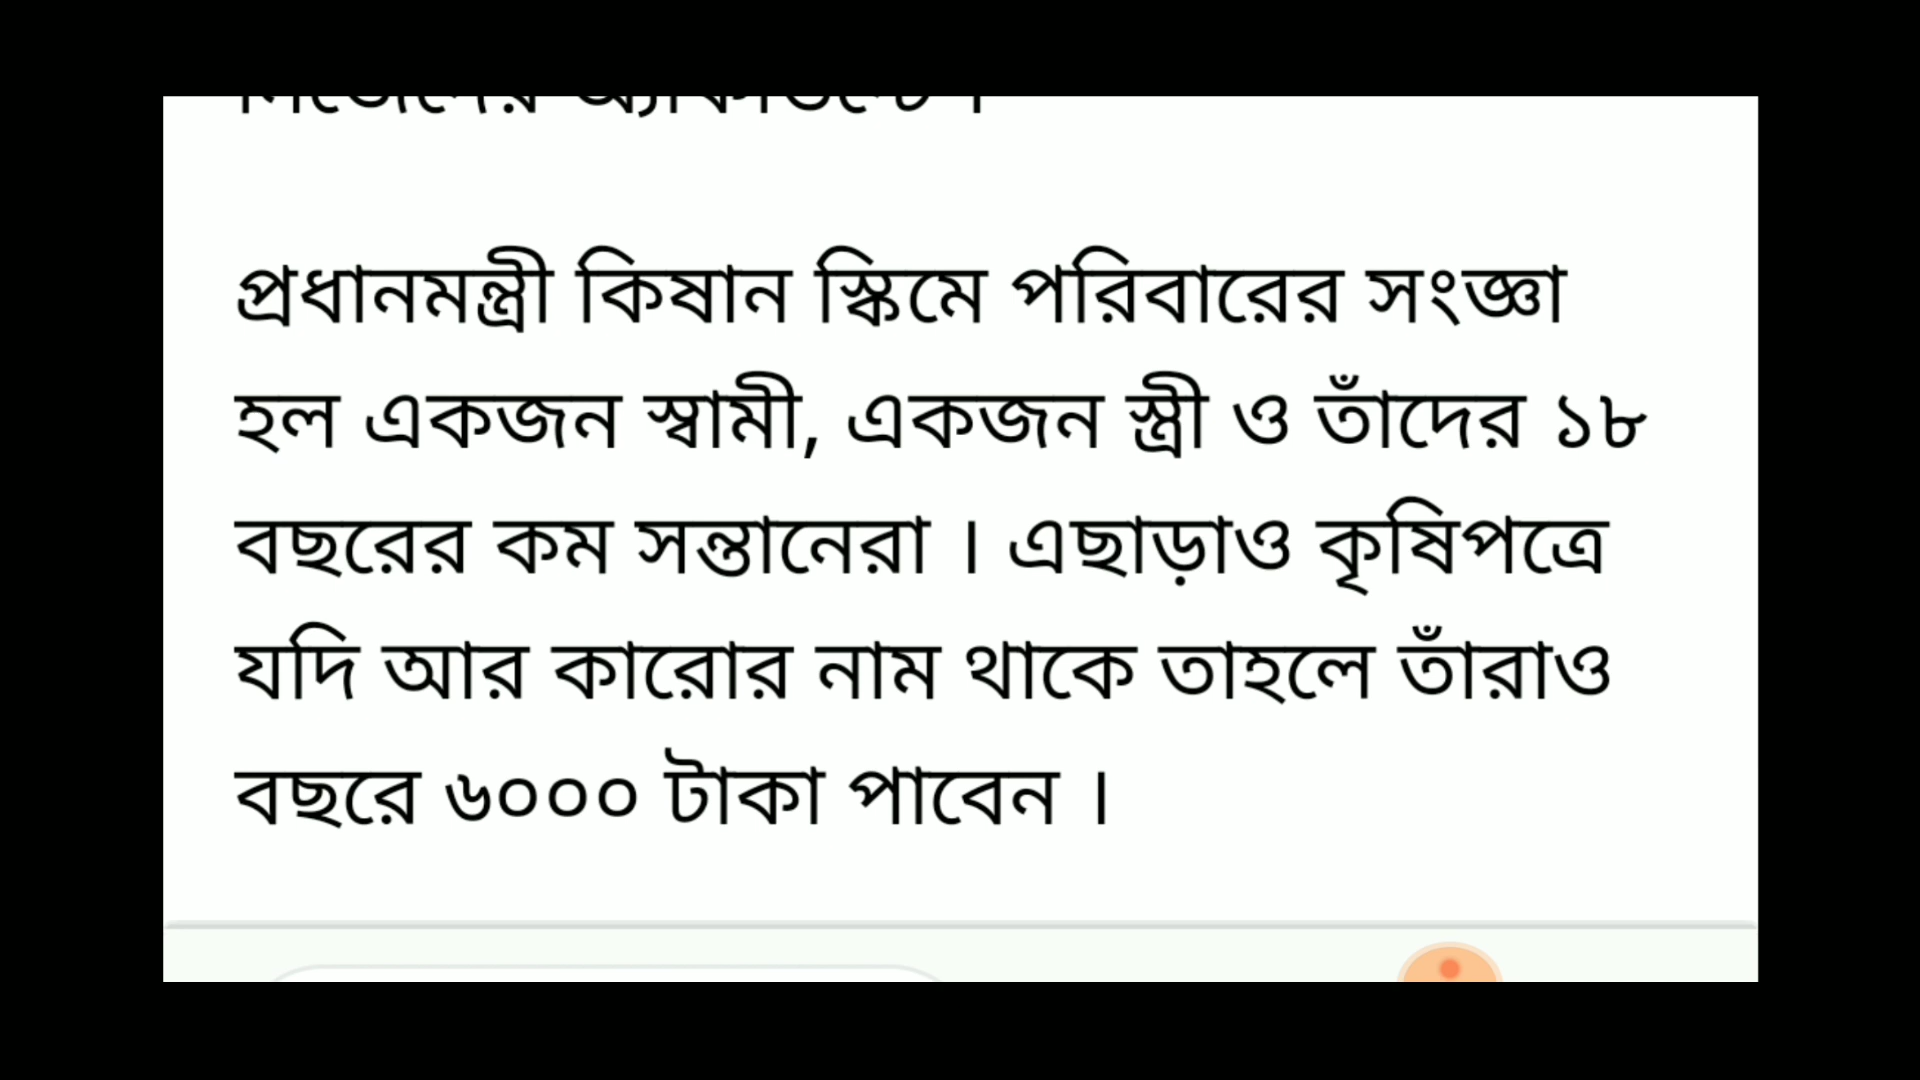 প্রধানমন্ত্রী কিষান স্কিমে পরিবারের সংজ্ঞা
হল একজন স্বামী, একজন স্ত্রী ও তাঁদের ১৮
বছরের কম সন্তানেরা । এছাড়াও কৃষিপত্রে
যদি আর কারোর নাম থাকে তাহলে তাঁরাও
বছরে ৬০০০ টাকা পাবেন ।